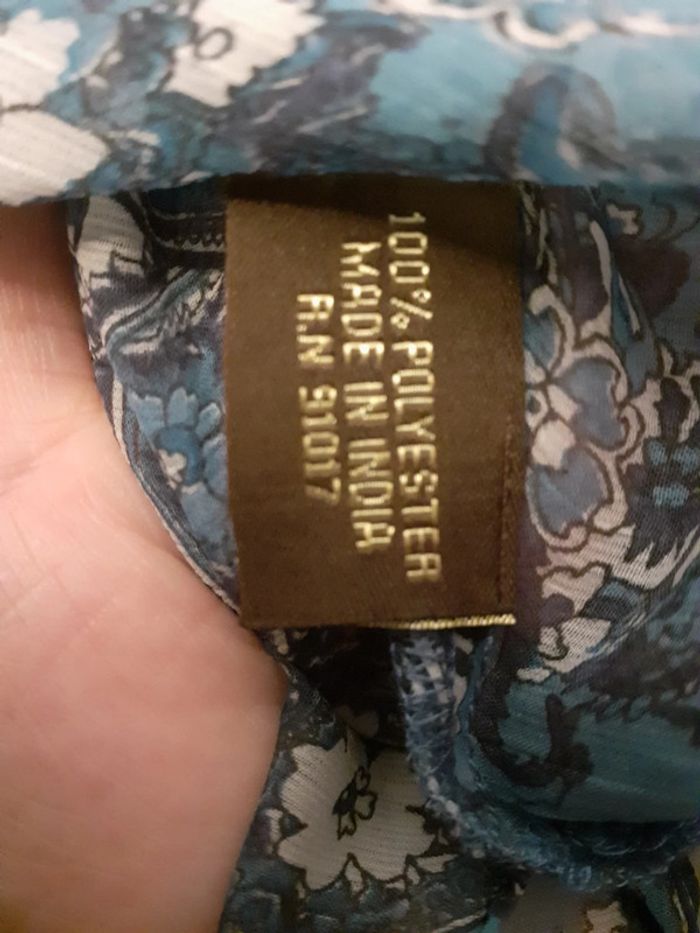 100% POLYESTER
MADE IN INDIA
R.N 91017